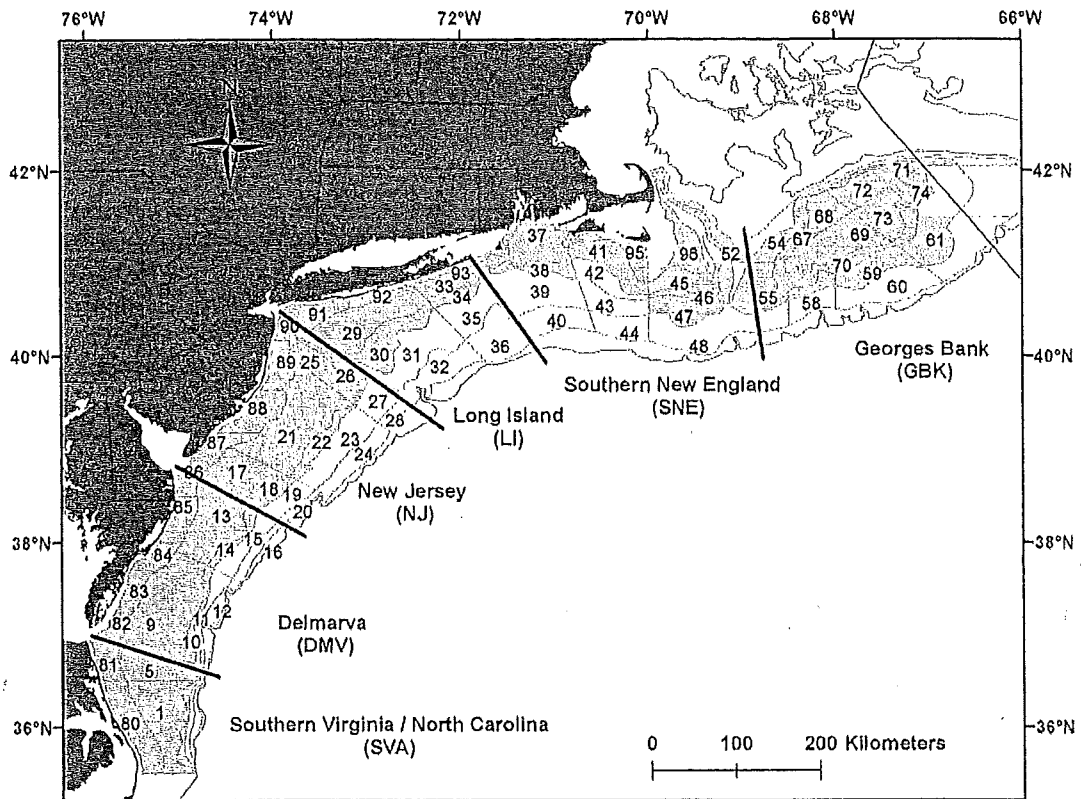 76°W 74°W 72°W 70°W 68°W 66°W
N
42°N 42°N
71
72 74
68 73
37 54 67 69 61
41 95 98 52
93 38 42 70 59
33 45 55 60
92 34 39 46 58
91 43 47
90 29 35 40 44
40°N 36 48 40°N
89 25 30 31 32
26
Georges Bank
(GBK)
Southern New England
(SNE)
88 27
28
Long Island
(LI)
87 21 22 23
24
86 17
18 19
20
New Jersey
(NJ)
85 13
38°N 84 14 15 16 38°N
83
82 9 11 12
10
Delmarva
(DMV)
81 5
1
80
36°N 36°N
Southern Virginia / North Carolina
(SVA)
0 100 200 Kilometers